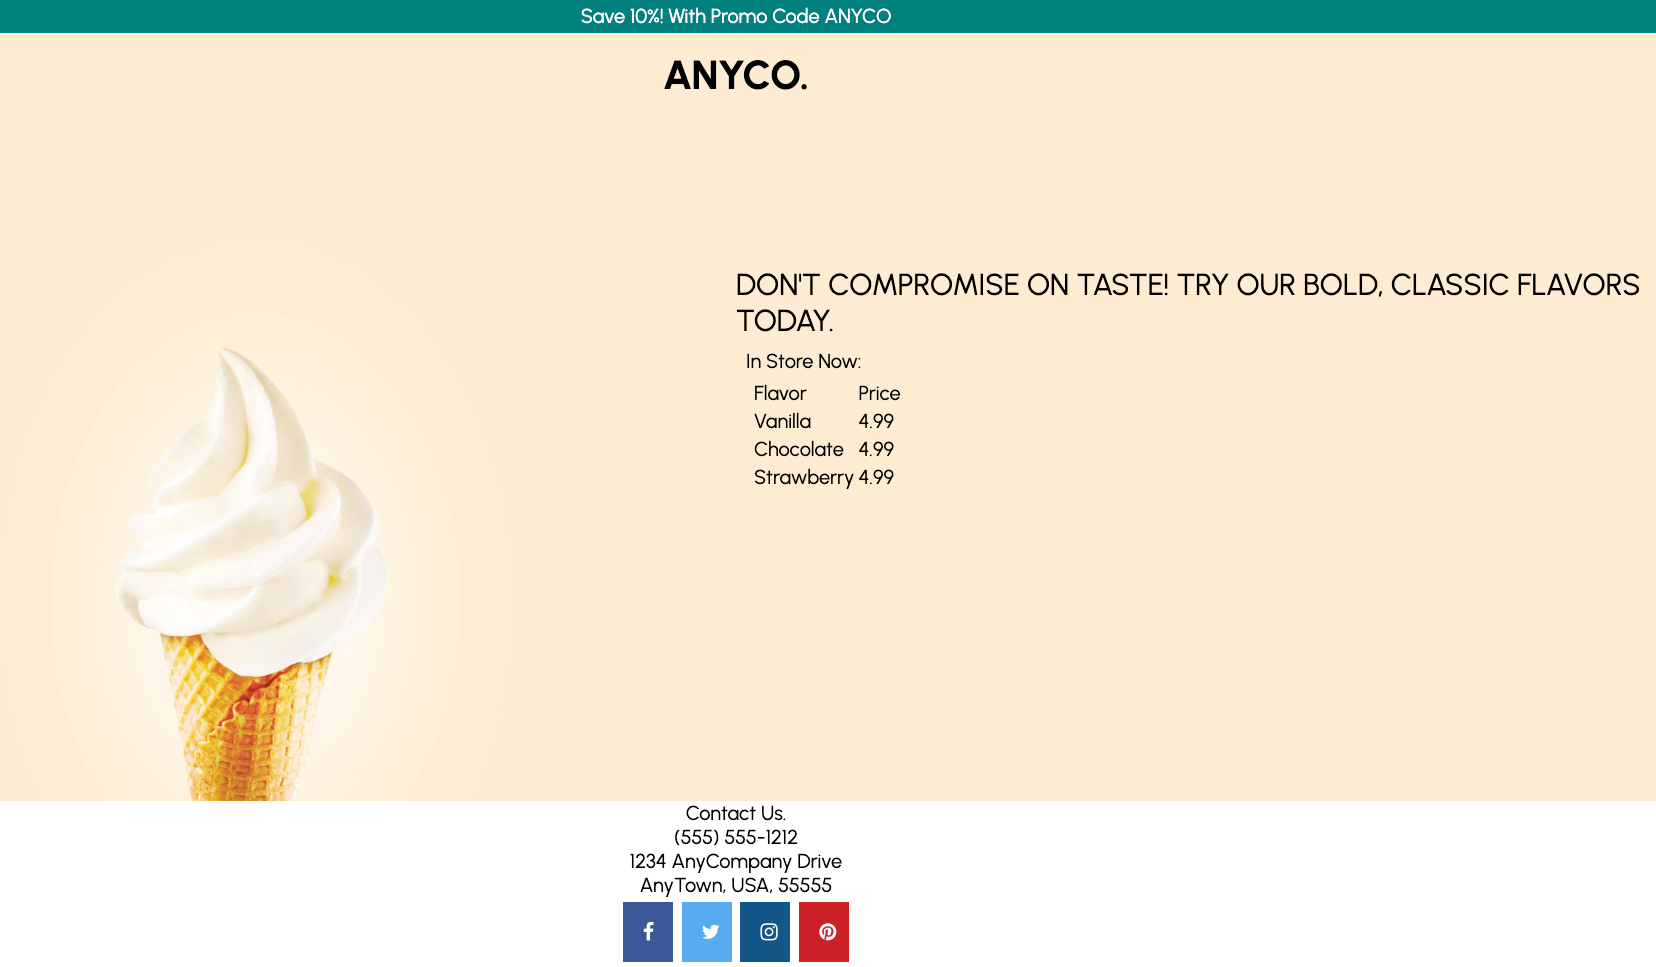 Save 10%! With Promo Code ANYCO
ANYCO.
DON'T COMPROMISE ON TASTE! TRY OUR BOLD, CLASSIC FLAVORS
TODAY.
In Store Now:
Flavor Price
Vanilla 4.99
Chocolate 4.99
Strawberry 4.99
Contact Us.
(555) 555-1212
1234 AnyCompany Drive
AnyTown, USA, 55555